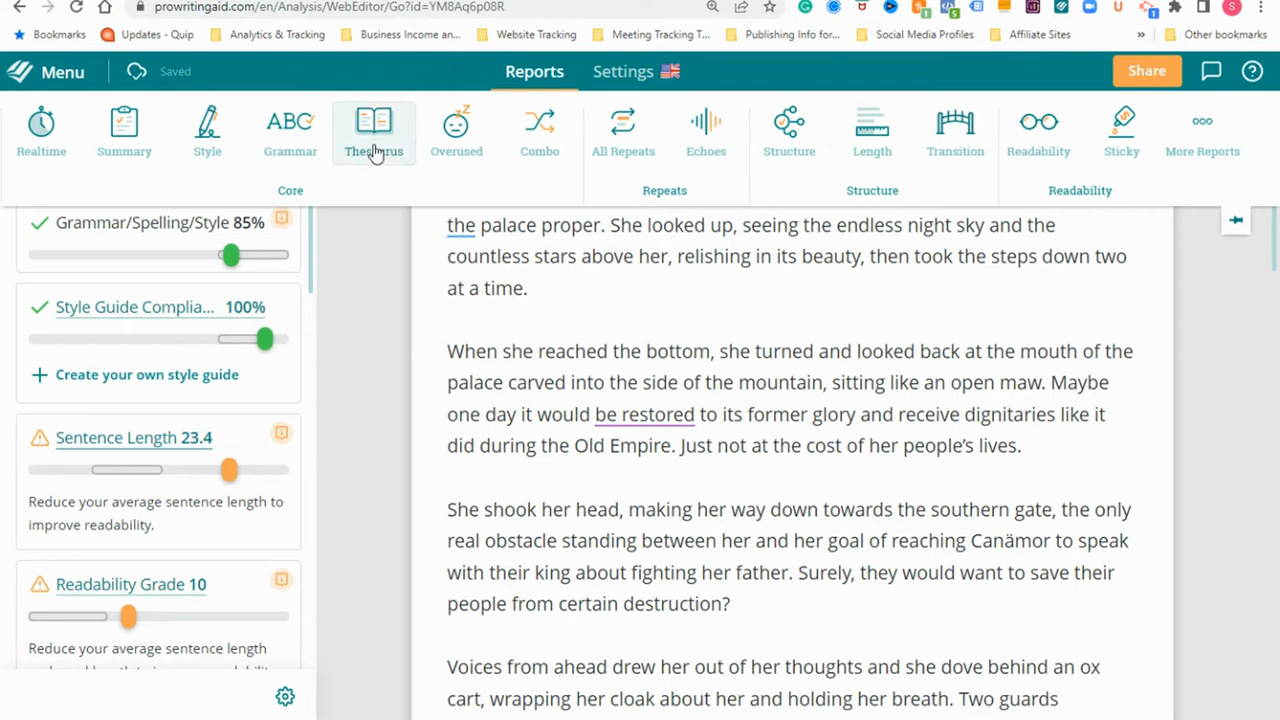 prowritingaid.com/en/Analysis/WebEditor/Go?id=YM8Aq6p08R
Bookmarks Updates - Quip Analytics & Tracking Business Income an... Website Tracking Meeting Tracking T... Publishing Info for... Social Media Profiles Affiliate Sites » Other bookmarks
Menu Saved Reports Settings Share
Realtime Summary Style ABC Grammar Thesaurus Overused Combo All Repeats Echoes Structure Length Transition Readability Sticky More Reports
Core Repeats Structure Readability
Grammar/Spelling/Style 85%
Style Guide Complia... 100%
+ Create your own style guide
Sentence Length 23.4
Reduce your average sentence length to
improve readability.
Readability Grade 10
Reduce your average sentence length
the palace proper. She looked up, seeing the endless night sky and the
countless stars above her, relishing in its beauty, then took the steps down two
at a time.
When she reached the bottom, she turned and looked back at the mouth of the
palace carved into the side of the mountain, sitting like an open maw. Maybe
one day it would be restored to its former glory and receive dignitaries like it
did during the Old Empire. Just not at the cost of her people’s lives.
She shook her head, making her way down towards the southern gate, the only
real obstacle standing between her and her goal of reaching Canämor to speak
with their king about fighting her father. Surely, they would want to save their
people from certain destruction?
Voices from ahead drew her out of her thoughts and she dove behind an ox
cart, wrapping her cloak about her and holding her breath. Two guards